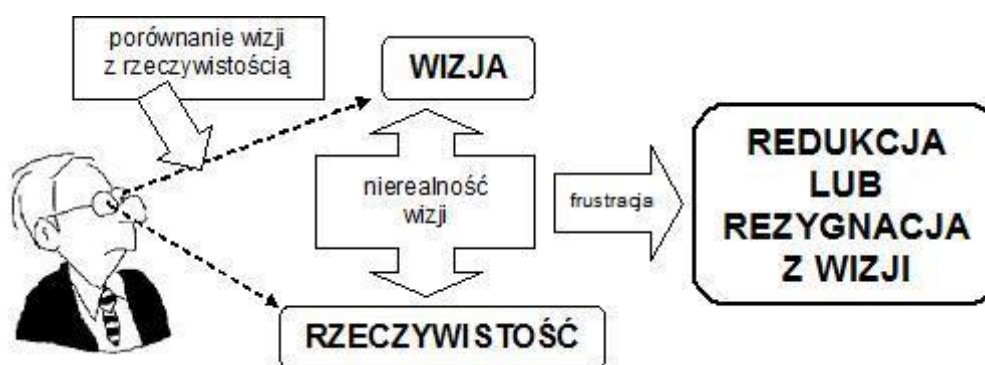 porównanie wizji
z rzeczywistością
WIZJA
nierealność
wizji
frustracja
REDUKCJA
LUB
REZYGNACJA
Z WIZJI
RZECZYWISTOŚĆ